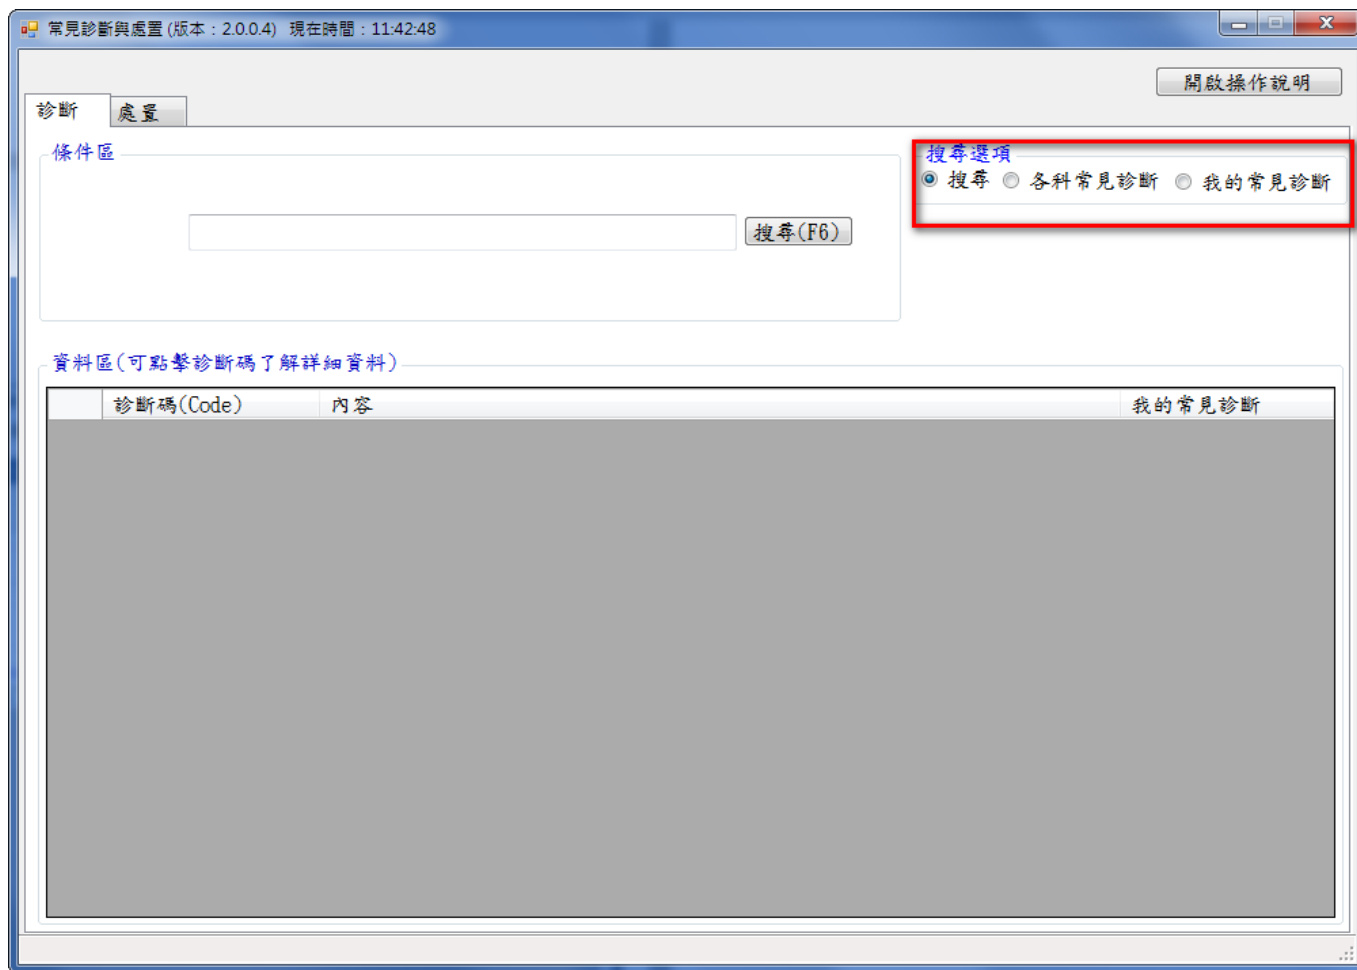 常見診斷與處置 (版本：2.0.0.4) 現在時間：11:42:48
開啟操作說明
診斷 處置
條件區
搜尋選項
搜尋 各科常見診斷 我的常見診斷
搜尋(F6)
資料區(可點擊診斷碼了解詳細資料)
診斷碼(Code) 內容 我的常見診斷